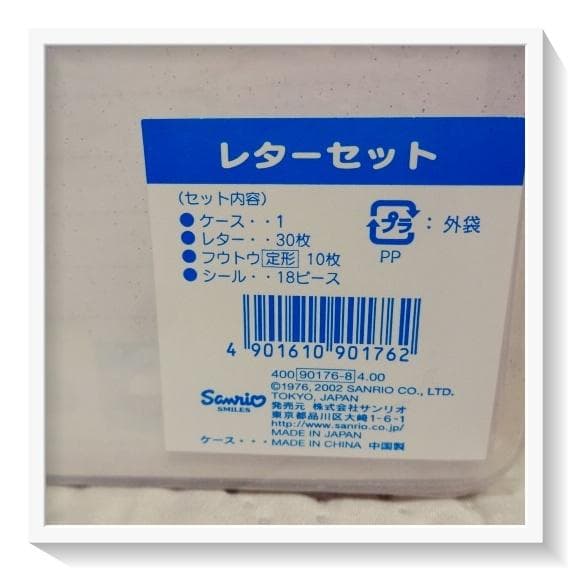 レターセット
(セット内容)
●ケース・・1
●レター・・30枚
●フウトウ定形 10枚
●シール・・18ピース
プラ : 外袋
PP
4 901610 901762
400 90176-8 4.00
©1976, 2002 SANRIO CO., LTD.
TOKYO, JAPAN
Sanrio
SMILES
発売元 株式会社サンリオ
東京都品川区大崎1-6-1
http://www.sanrio.co.jp/
MADE IN JAPAN
ケース・・・MADE IN CHINA 中国製